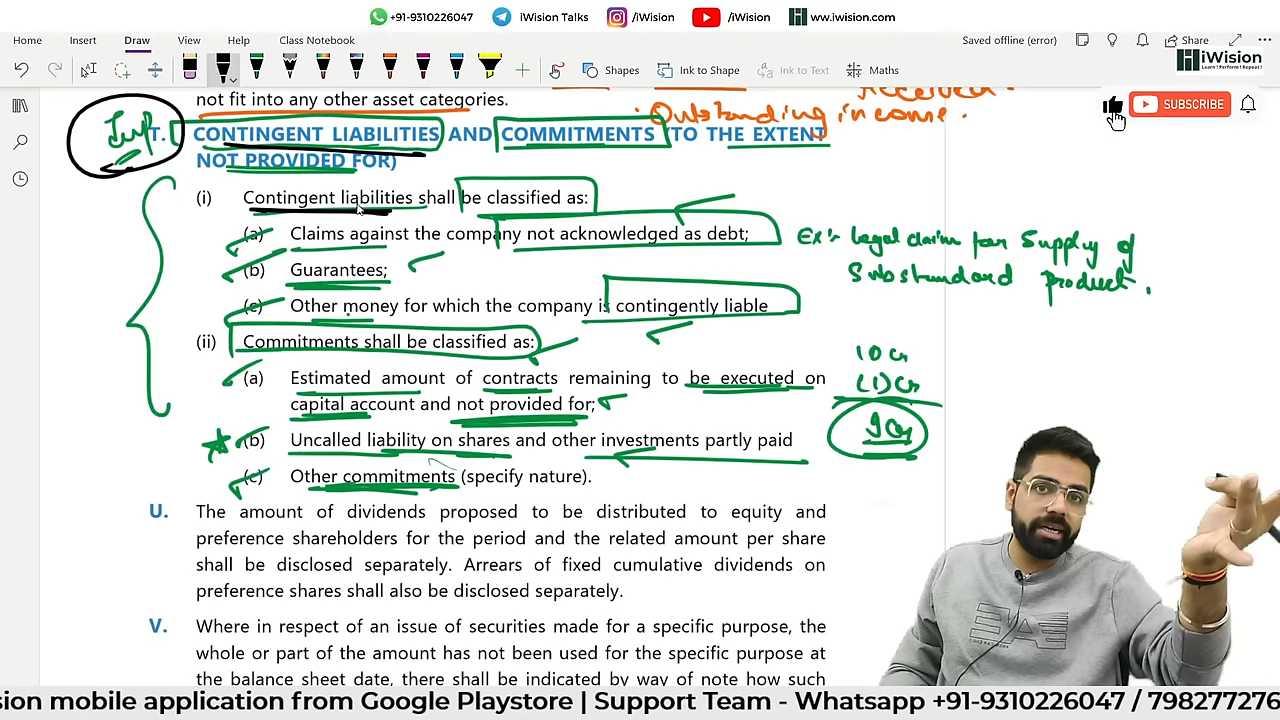 +91-9310226047 iWision Talks /iWision /iWision ww.iwision.com
Home Insert Draw View Help Class Notebook Saved offline (error) Share
Shapes Ink to Shape Ink to Text Maths
iWision
Learn ! Perform ! Repeat !
SUBSCRIBE
not fit into any other asset categories.
received.
Outstanding income.
Imp
T. CONTINGENT LIABILITIES AND COMMITMENTS (TO THE EXTENT
NOT PROVIDED FOR)
(i) Contingent liabilities shall be classified as:
(a) Claims against the company not acknowledged as debt;
Ex:- legal claim for supply of
substandard product.
(b) Guarantees;
(c) Other money for which the company is contingently liable
(ii) Commitments shall be classified as:
10 Cr
(1) Cr
9 Cr
(a) Estimated amount of contracts remaining to be executed on
capital account and not provided for;
(b) Uncalled liability on shares and other investments partly paid
(c) Other commitments (specify nature).
U. The amount of dividends proposed to be distributed to equity and
preference shareholders for the period and the related amount per share
shall be disclosed separately. Arrears of fixed cumulative dividends on
preference shares shall also be disclosed separately.
V. Where in respect of an issue of securities made for a specific purpose, the
whole or part of the amount has not been used for the specific purpose at
the balance sheet date, there shall be indicated by way of note how such
sion mobile application from Google Playstore | Support Team - Whatsapp +91-9310226047 / 798277276